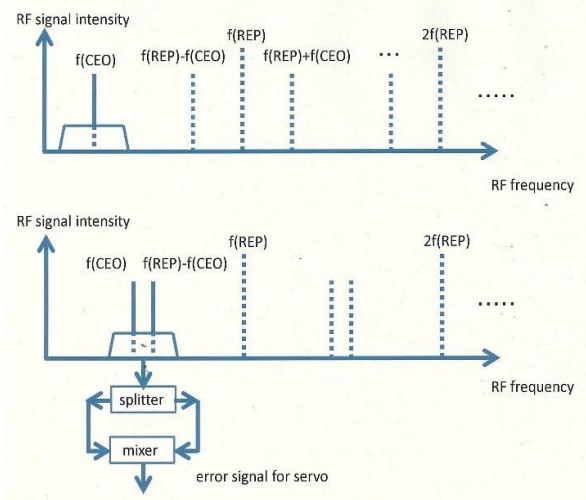 RF signal intensity
f(CEO)
f(REP)-f(CEO)
f(REP)
f(REP)+f(CEO)
...
2f(REP)
.....
RF frequency
RF signal intensity
f(CEO)
f(REP)-f(CEO)
f(REP)
2f(REP)
.....
RF frequency
splitter
mixer
error signal for servo